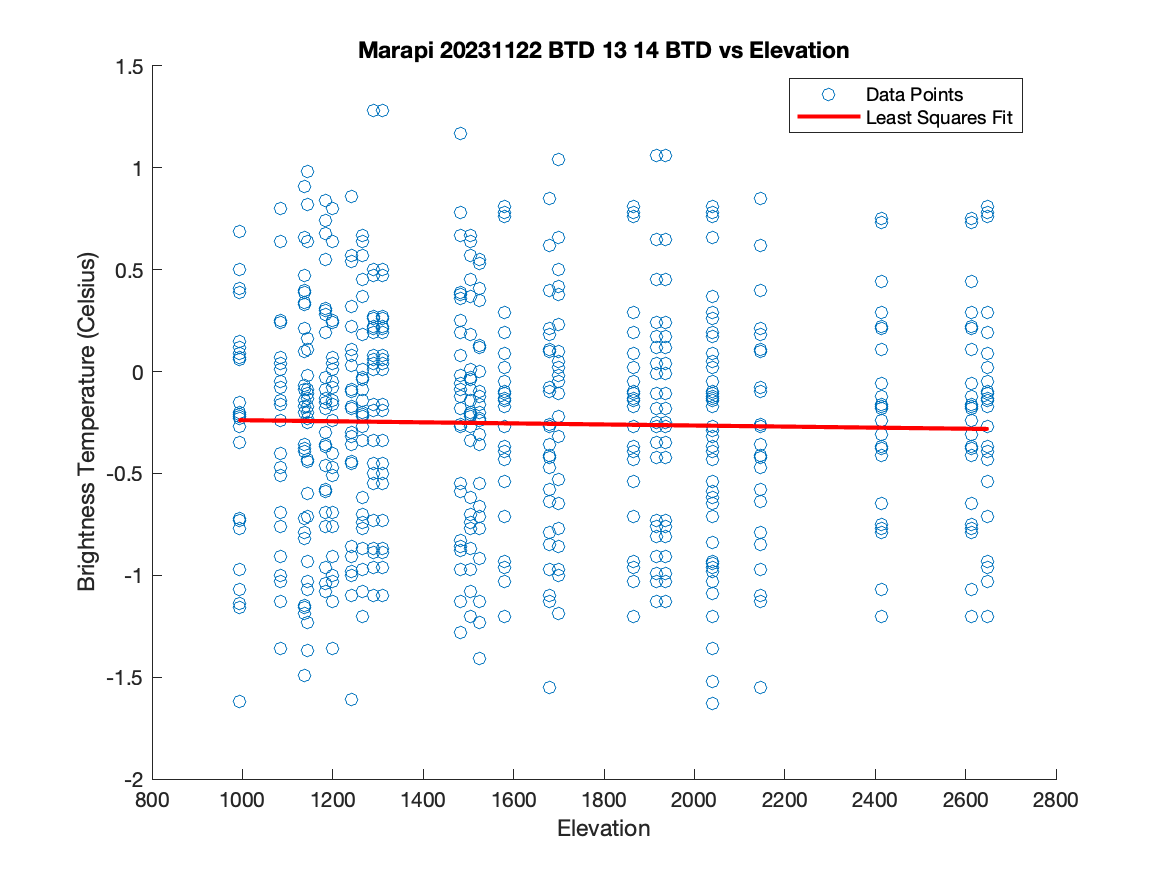 Marapi 20231122 BTD 13 14 BTD vs Elevation
Data Points
Least Squares Fit
Brightness Temperature (Celsius)
1.5
1
0.5
0
-0.5
-1
-1.5
-2
800 1000 1200 1400 1600 1800 2000 2200 2400 2600 2800
Elevation